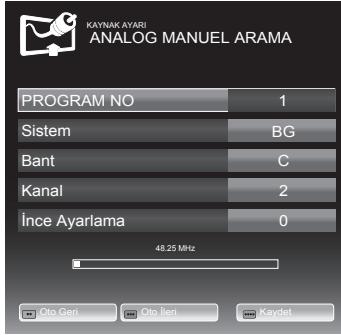 KAYNAK AYARI
ANALOG MANUEL ARAMA
PROGRAM NO 1
Sistem BG
Bant C
Kanal 2
İnce Ayarlama 0
48.25 MHz
Oto Geri Oto İleri Kaydet